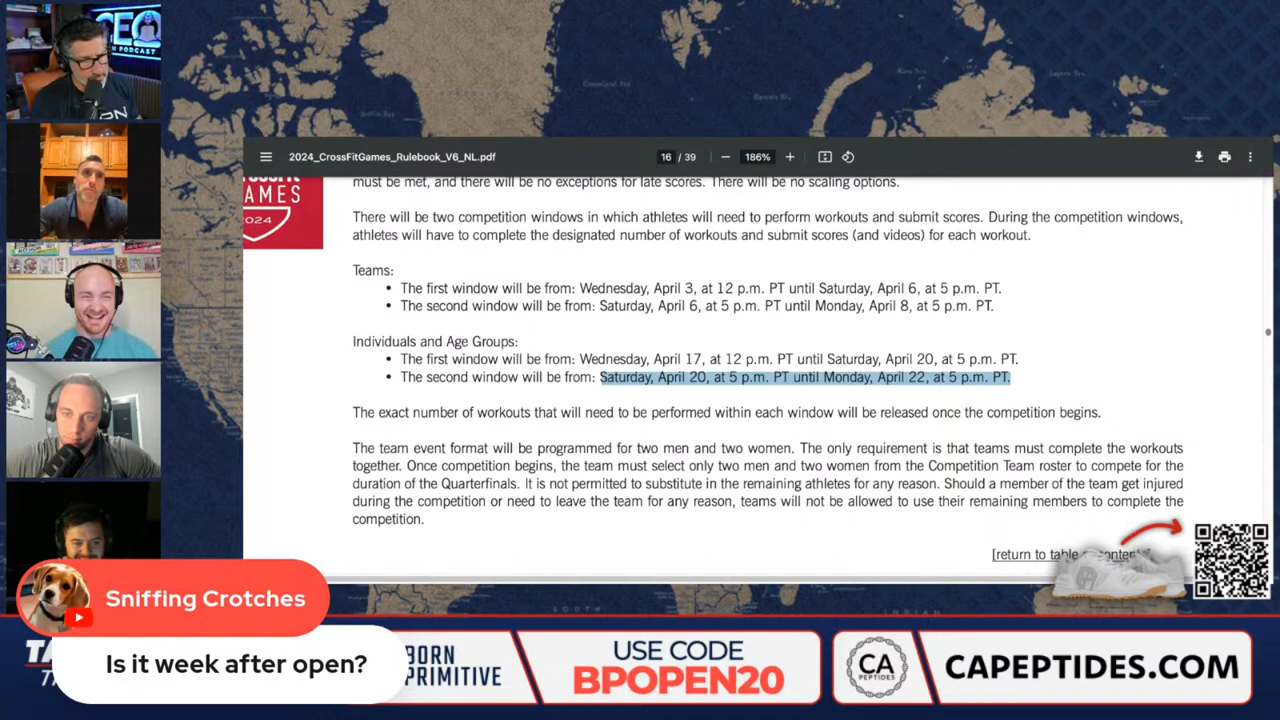 CEO
PODCAST
2024_CrossFitGames_Rulebook_V6_NL.pdf
16 / 39
186%
AMES
2024
must be met, and there will be no exceptions for late scores. There will be no scaling options.
There will be two competition windows in which athletes will need to perform workouts and submit scores. During the competition windows,
athletes will have to complete the designated number of workouts and submit scores (and videos) for each workout.
Teams:
• The first window will be from: Wednesday, April 3, at 12 p.m. PT until Saturday, April 6, at 5 p.m. PT.
• The second window will be from: Saturday, April 6, at 5 p.m. PT until Monday, April 8, at 5 p.m. PT.
Individuals and Age Groups:
• The first window will be from: Wednesday, April 17, at 12 p.m. PT until Saturday, April 20, at 5 p.m. PT.
• The second window will be from: Saturday, April 20, at 5 p.m. PT until Monday, April 22, at 5 p.m. PT.
The exact number of workouts that will need to be performed within each window will be released once the competition begins.
The team event format will be programmed for two men and two women. The only requirement is that teams must complete the workouts
together. Once competition begins, the team must select only two men and two women from the Competition Team roster to compete for the
duration of the Quarterfinals. It is not permitted to substitute in the remaining athletes for any reason. Should a member of the team get injured
during the competition or need to leave the team for any reason, teams will not be allowed to use their remaining members to complete the
competition.
[return to table
Sniffing Crotches
Is it week after open?
BORN
PRIMITIVE
USE CODE
BPOPEN20
CA
PEPTIDES
CAPEPTIDES.COM